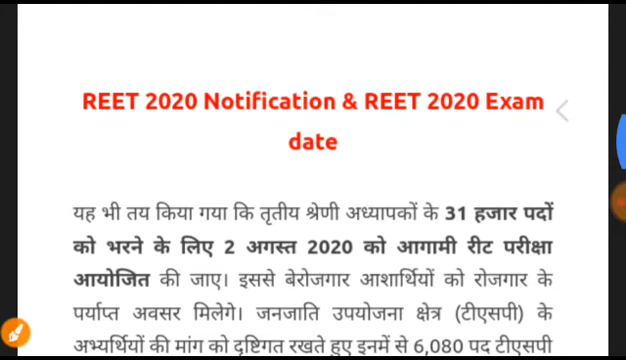 REET 2020 Notification & REET 2020 Exam
date
यह भी तय किया गया कि तृतीय श्रेणी अध्यापकों के 31 हजार पदों
को भरने के लिए 2 अगस्त 2020 को आगामी रीट परीक्षा
आयोजित की जाए। इससे बेरोजगार आशार्थियों को रोजगार के
पर्याप्त अवसर मिलेगे। जनजाति उपयोजना क्षेत्र (टीएसपी) के
अभ्यर्थियों की मांग को दृष्टिगत रखते हुए इनमें से 6,080 पद टीएसपी